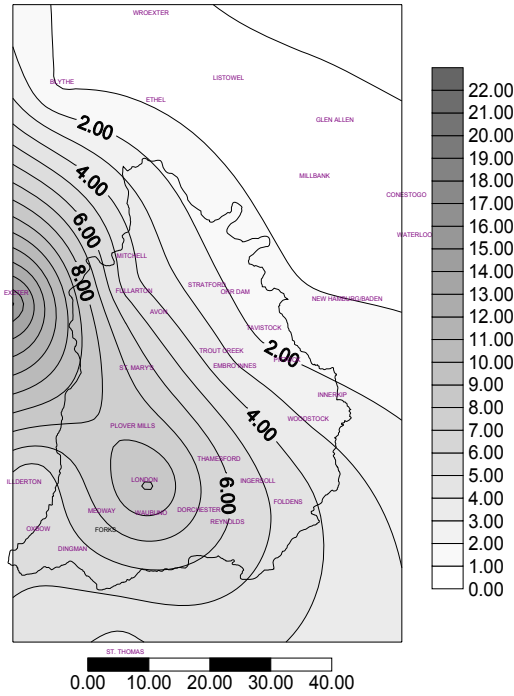 WROEXTER
BLYTHE
LISTOWEL
ETHEL
GLEN ALLEN
2.00
MILLBANK
4.00
CONESTOGO
6.00
WATERLOO
MITCHELL
8.00
EXETER
FULLARTON
STRATFORD
ORR DAM
NEW HAMBURG/BADEN
AVON
TAVISTOCK
TROUT CREEK
2.00
EMBRO INNES
ST. MARY'S
INNERKIP
4.00
WOODSTOCK
PLOVER MILLS
THAMESFORD
ILLDERTON
LONDON
6.00
INGERSOLL
MEDWAY
WAUBUNO
DORCHESTER
FOLDENS
OXBOW
FORKS
REYNOLDS
DINGMAN
ST. THOMAS
0.00 10.00 20.00 30.00 40.00
22.00
21.00
20.00
19.00
18.00
17.00
16.00
15.00
14.00
13.00
12.00
11.00
10.00
9.00
8.00
7.00
6.00
5.00
4.00
3.00
2.00
1.00
0.00